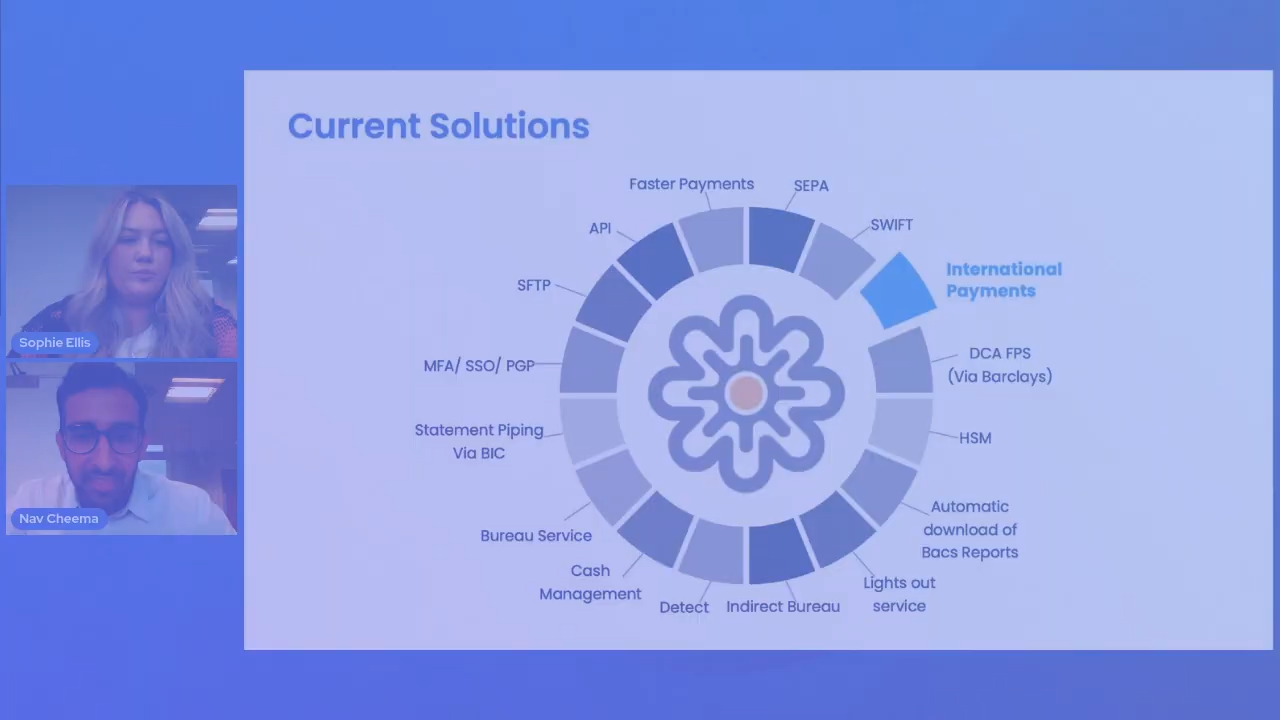 Current Solutions
Faster Payments
SEPA
API
SWIFT
International
Payments
SFTP
DCA FPS
(Via Barclays)
MFA/ SSO/ PGP
Statement Piping
Via BIC
HSM
Automatic
download of
Bacs Reports
Bureau Service
Cash
Management
Lights out
service
Detect
Indirect Bureau
Sophie Ellis
Nav Cheema